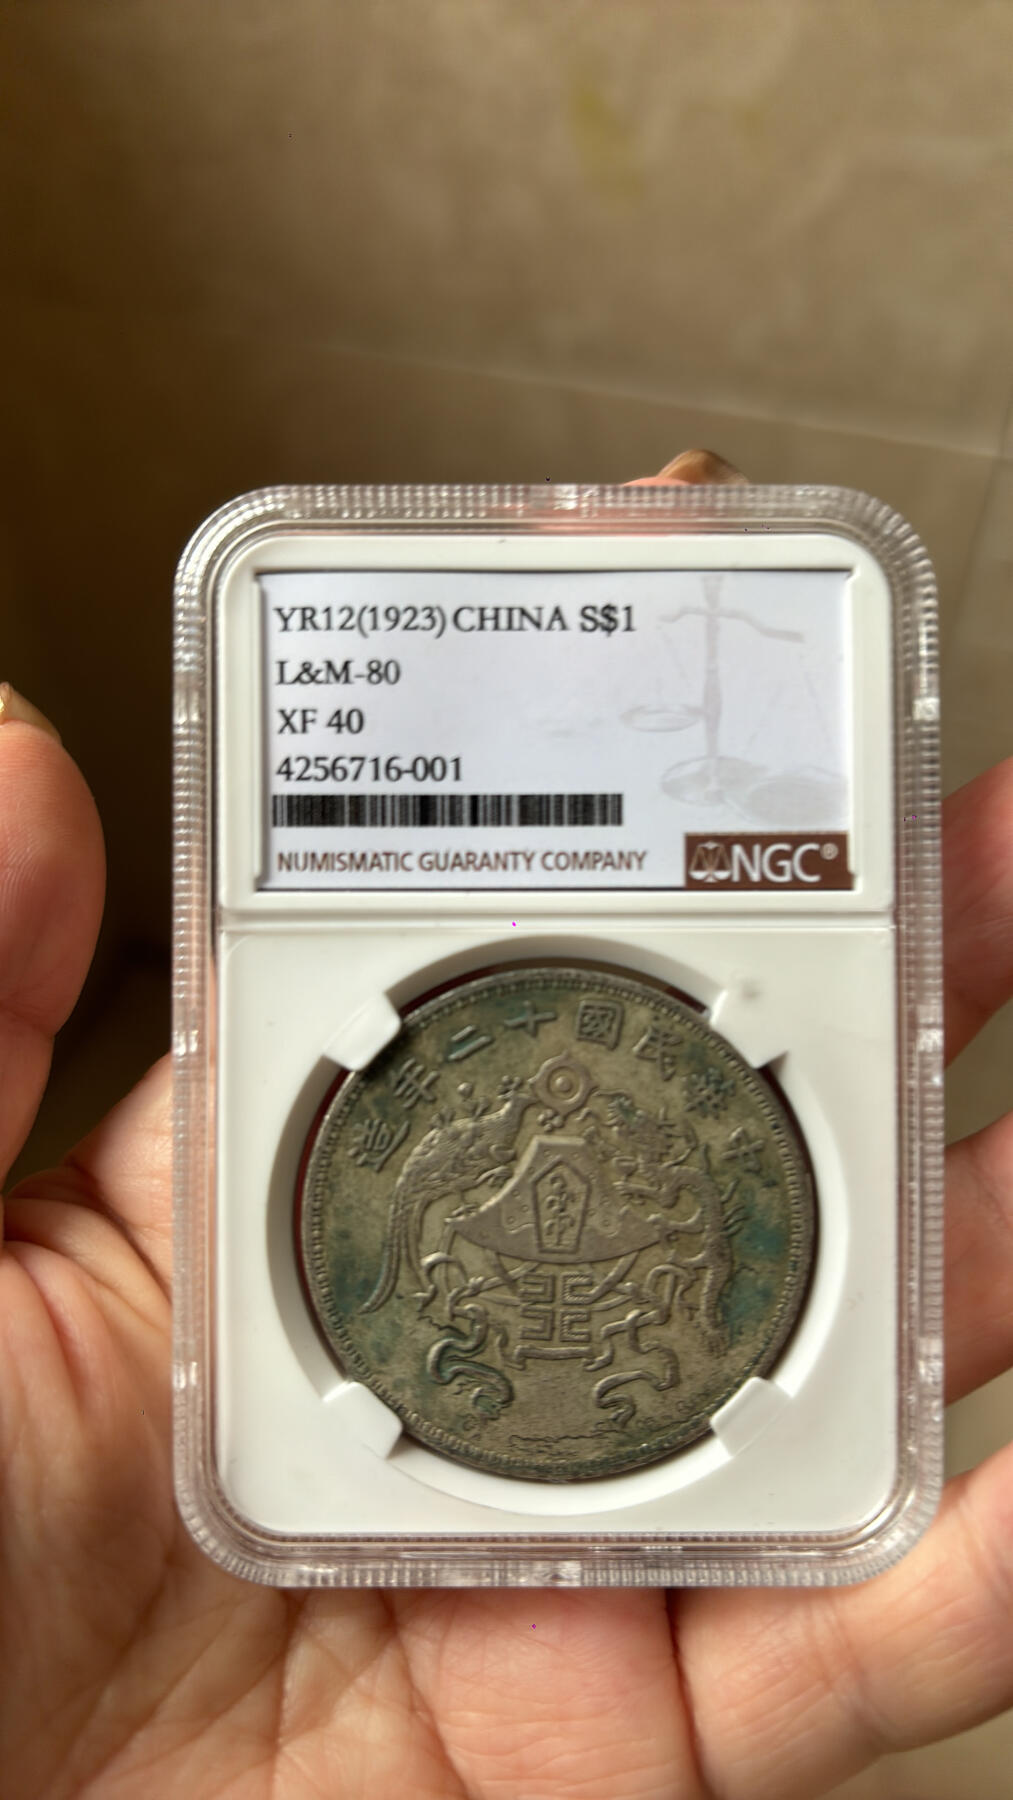 YR12(1923) CHINA S$1
L&M-80
XF 40
4256716-001
NUMISMATIC GUARANTY COMPANY
NGC®
中華民國十二年造